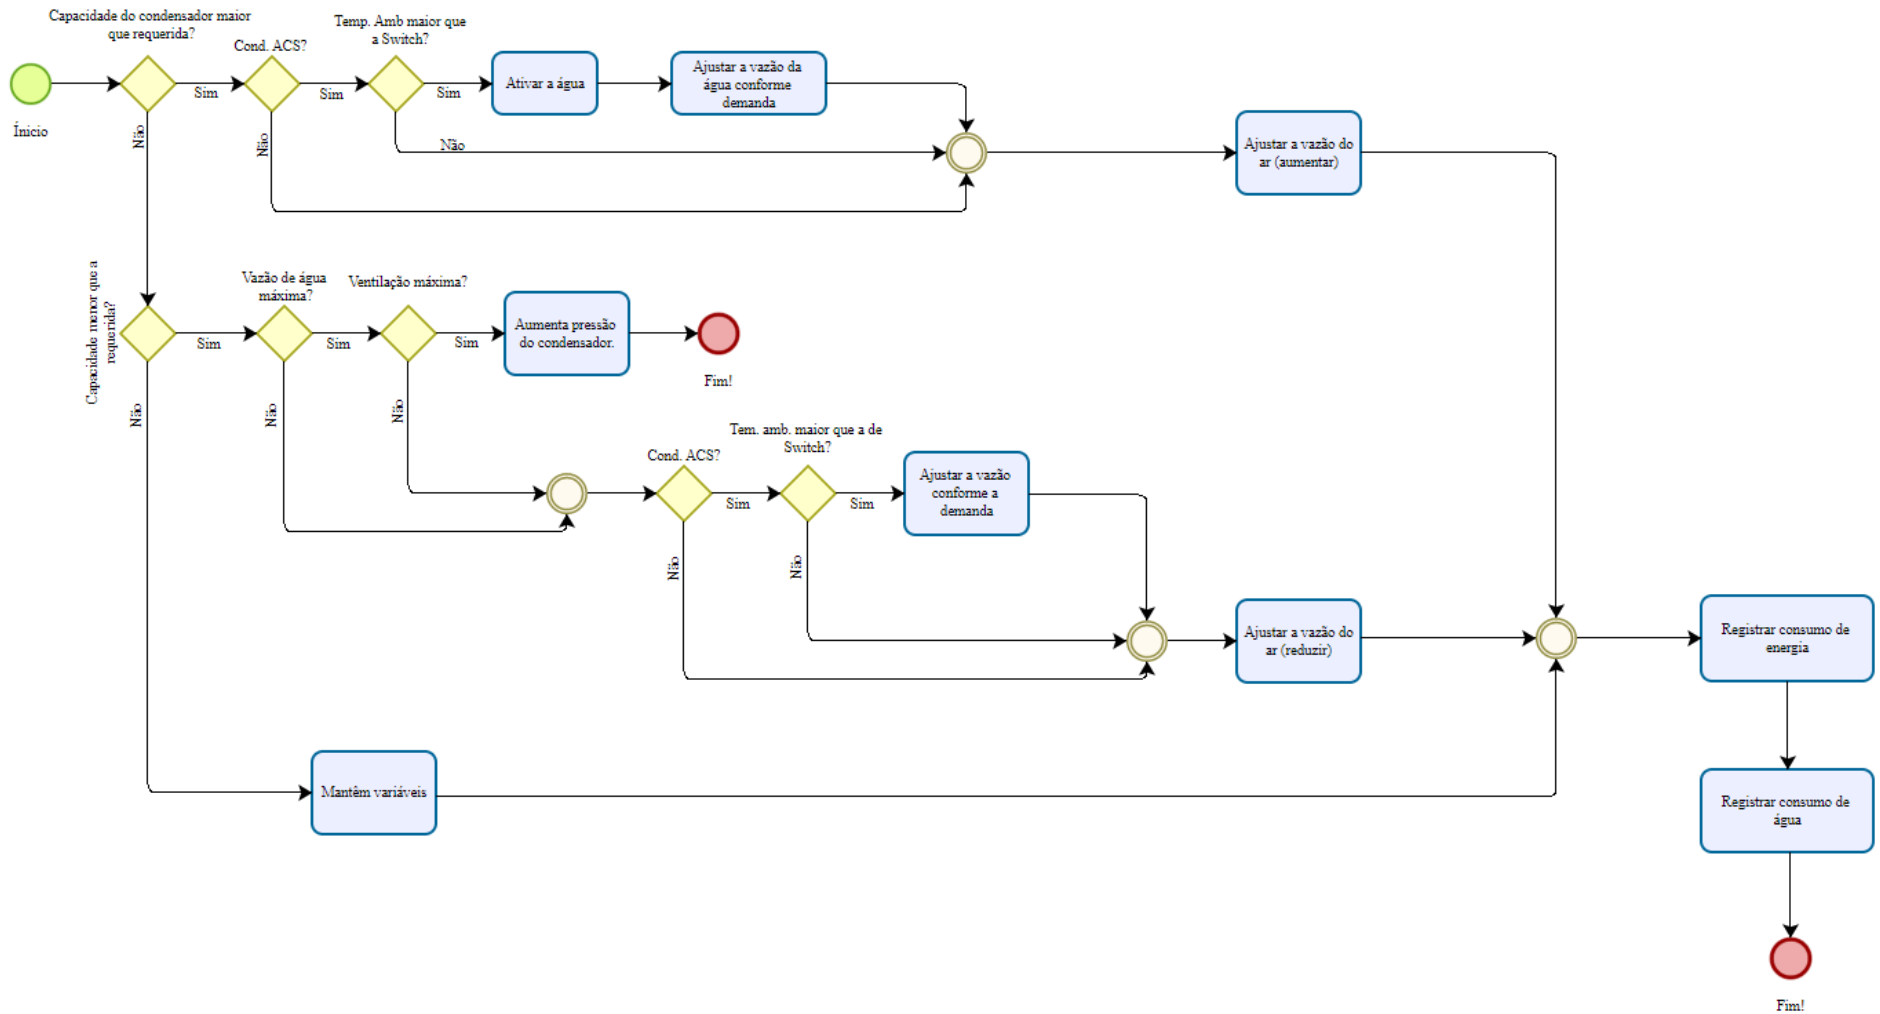 Capacidade do condensador maior
que requerida?
Cond. ACS?
Temp. Amb maior que
a Switch?
Sim
Sim
Sim
Ativar a água
Ajustar a vazão da
água conforme
demanda
Ínicio
Não
Não
Não
Ajustar a vazão do
ar (aumentar)
Capacidade menor que a
requerida?
Vazão de água
máxima?
Ventilação máxima?
Sim
Sim
Sim
Aumenta pressão
do condensador.
Fim!
Não
Não
Não
Cond. ACS?
Tem. amb. maior que a de
Switch?
Sim
Sim
Ajustar a vazão
conforme a
demanda
Não
Não
Ajustar a vazão do
ar (reduzir)
Registrar consumo de
energia
Mantêm variáveis
Registrar consumo de
água
Fim!